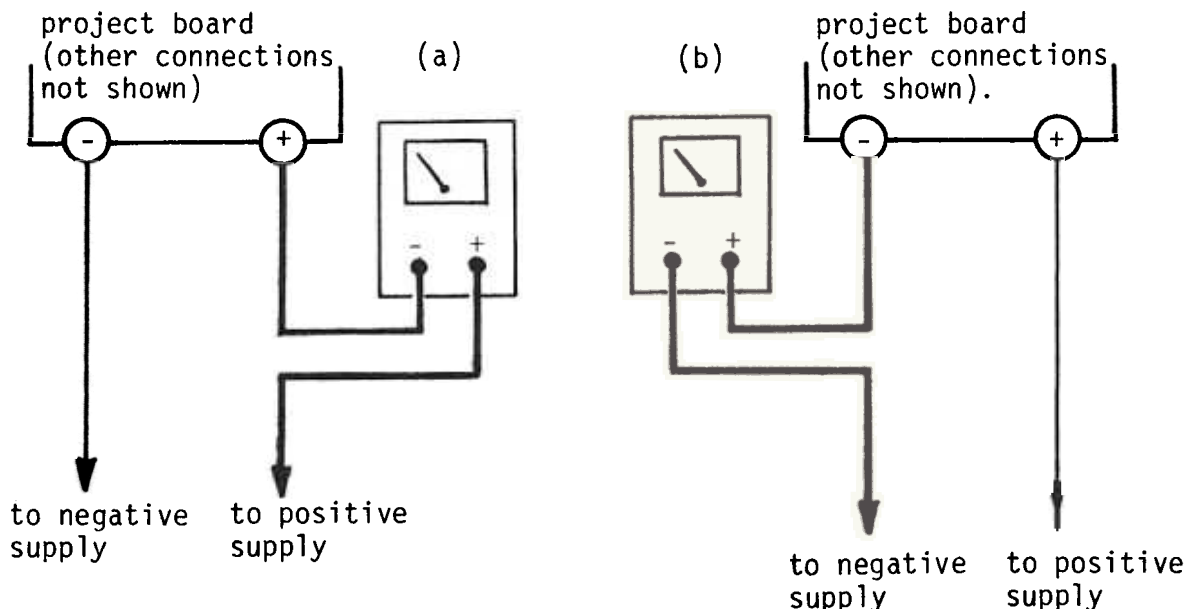 project board
(other connections
not shown)
(a)
-
+
-
+
to negative
supply
to positive
supply
(b)
project board
(other connections
not shown).
-
+
-
+
to negative
supply
to positive
supply